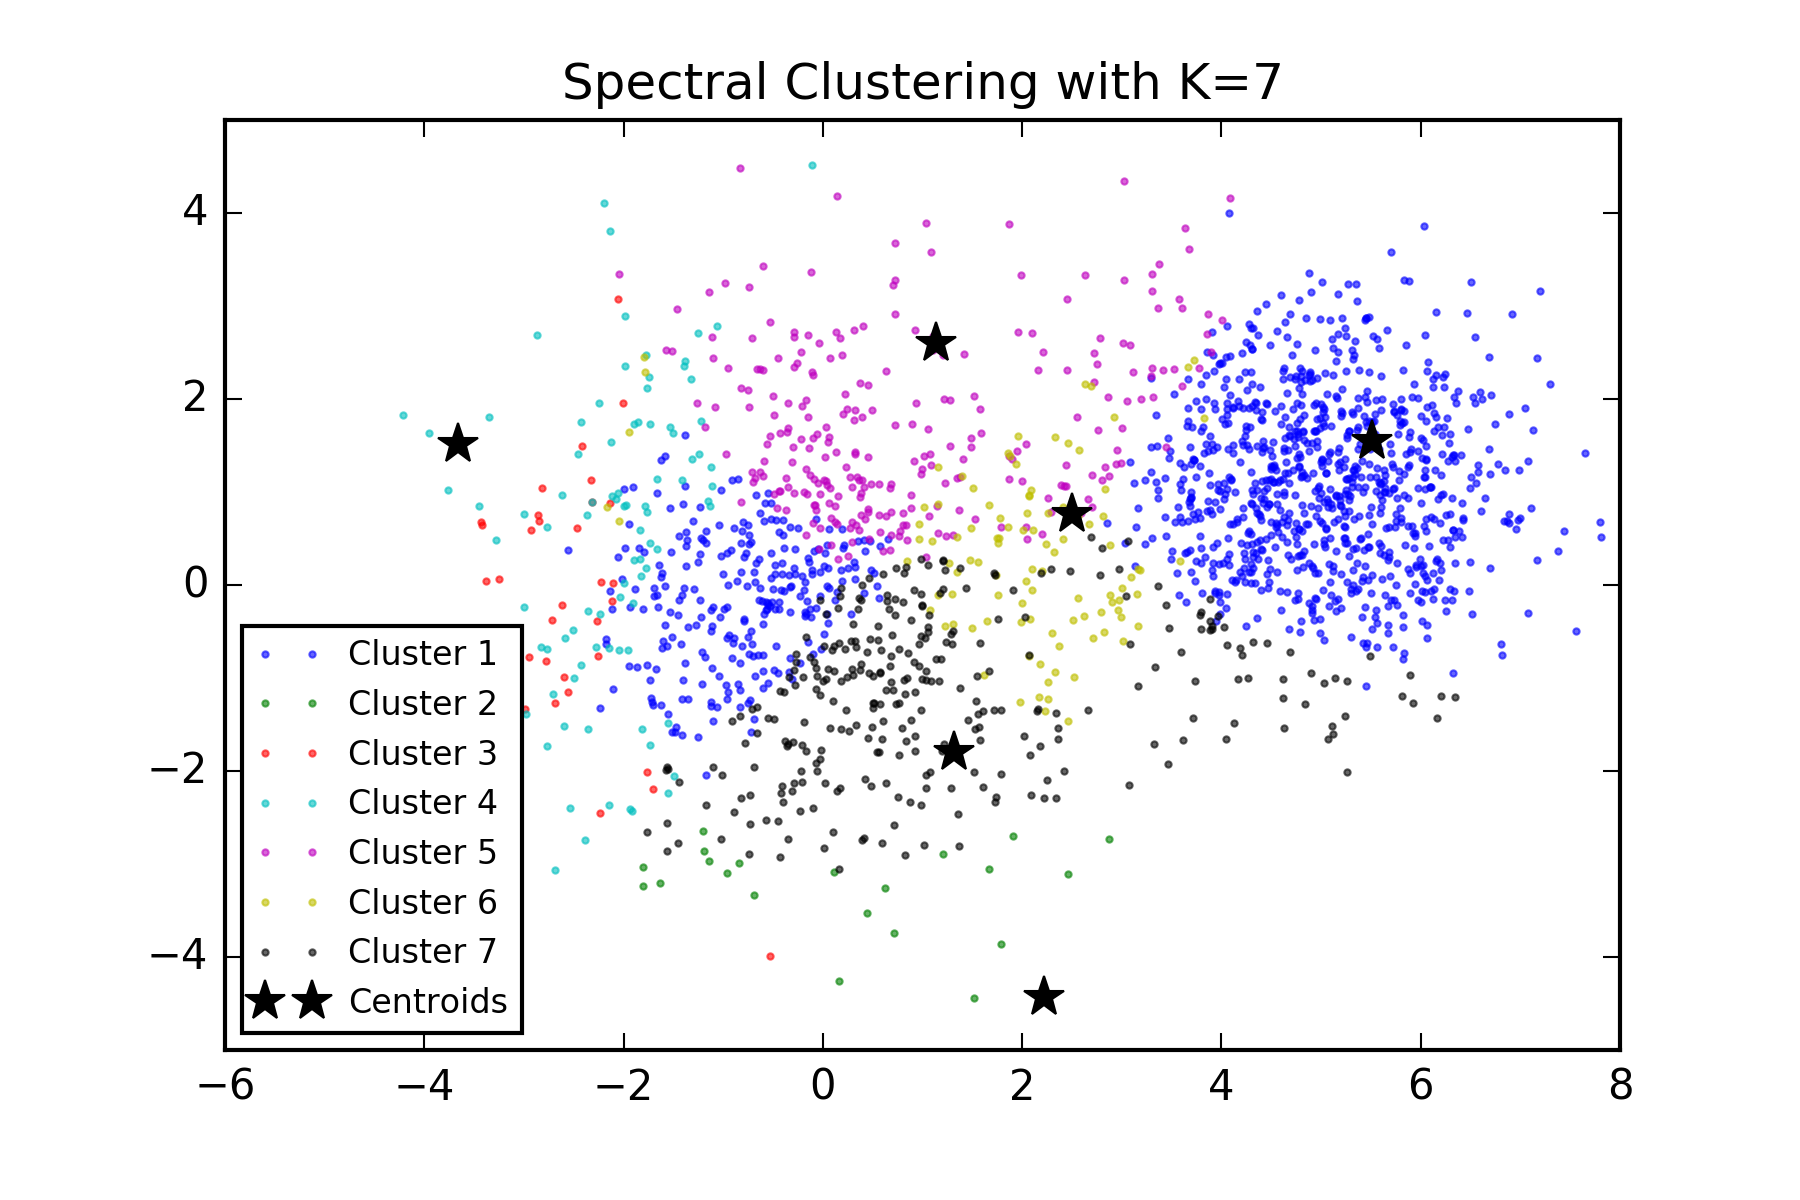 Spectral Clustering with K=7
4
2
0
−2
−4
Cluster 1
Cluster 2
Cluster 3
Cluster 4
Cluster 5
Cluster 6
Cluster 7
Centroids
−6 −4 −2 0 2 4 6 8